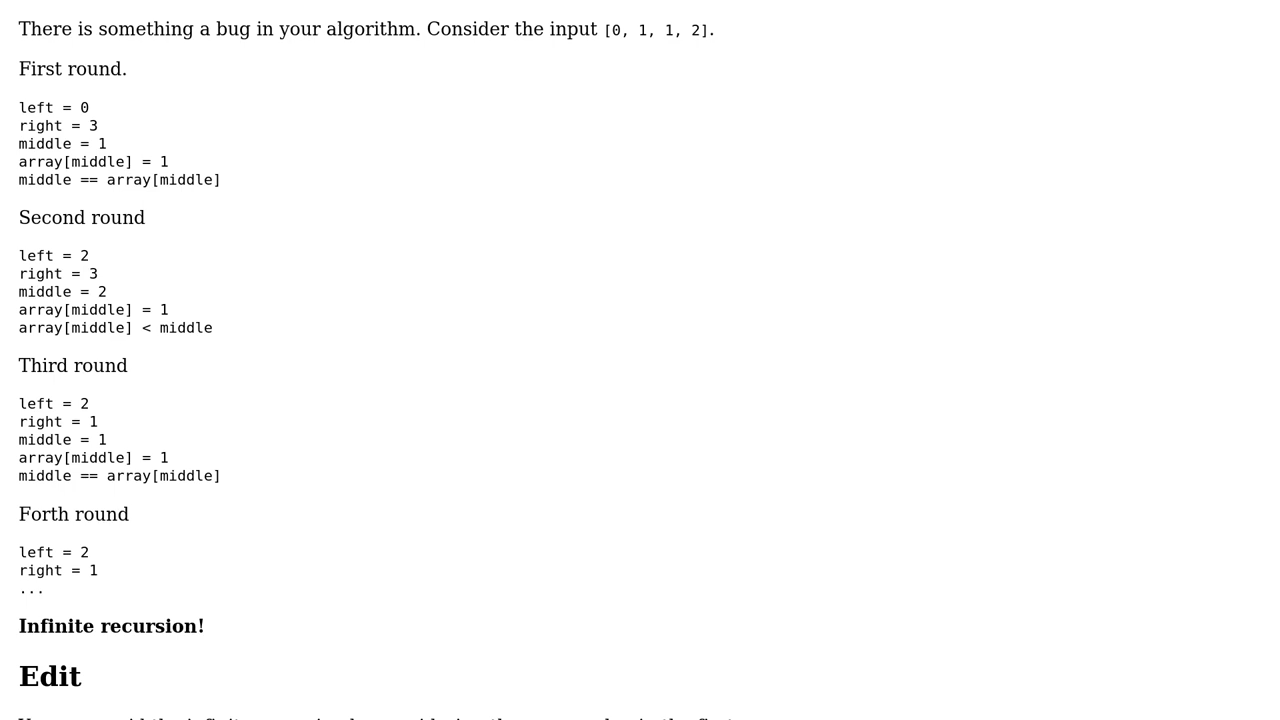 There is something a bug in your algorithm. Consider the input [0, 1, 1, 2].
First round.
left = 0
right = 3
middle = 1
array[middle] = 1
middle == array[middle]
Second round
left = 2
right = 3
middle = 2
array[middle] = 1
array[middle] < middle
Third round
left = 2
right = 1
middle = 1
array[middle] = 1
middle == array[middle]
Forth round
left = 2
right = 1
...
Infinite recursion!
Edit